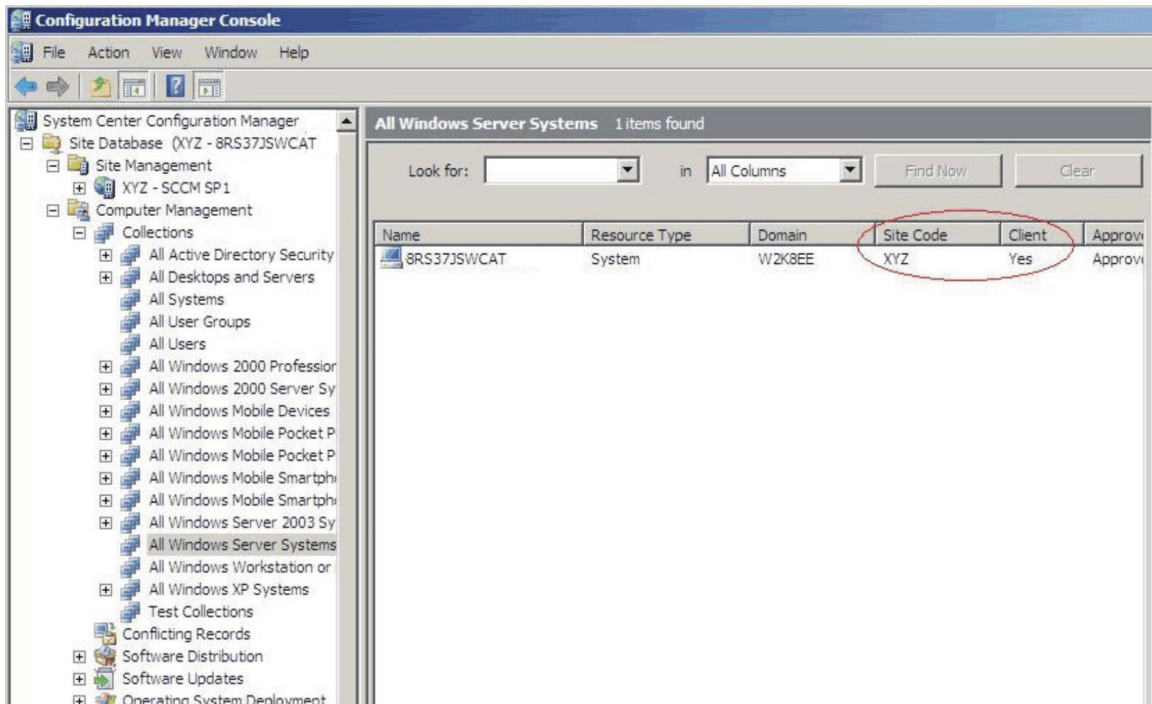 Configuration Manager Console
File Action View Window Help
System Center Configuration Manager
Site Database (XYZ - 8RS37JSWCAT
Site Management
XYZ - SCCM SP1
Computer Management
Collections
All Active Directory Security
All Desktops and Servers
All Systems
All User Groups
All Users
All Windows 2000 Profession
All Windows 2000 Server Sy
All Windows Mobile Devices
All Windows Mobile Pocket P
All Windows Mobile Pocket P
All Windows Mobile Smartph
All Windows Mobile Smartph
All Windows Server 2003 Sy
All Windows Server Systems
All Windows Workstation or
All Windows XP Systems
Test Collections
Conflicting Records
Software Distribution
Software Updates
Operating System Deployment
All Windows Server Systems 1 items found
Look for: in All Columns Find Now Clear
Name Resource Type Domain Site Code Client Approv
8RS37JSWCAT System W2K8EE XYZ Yes Approv